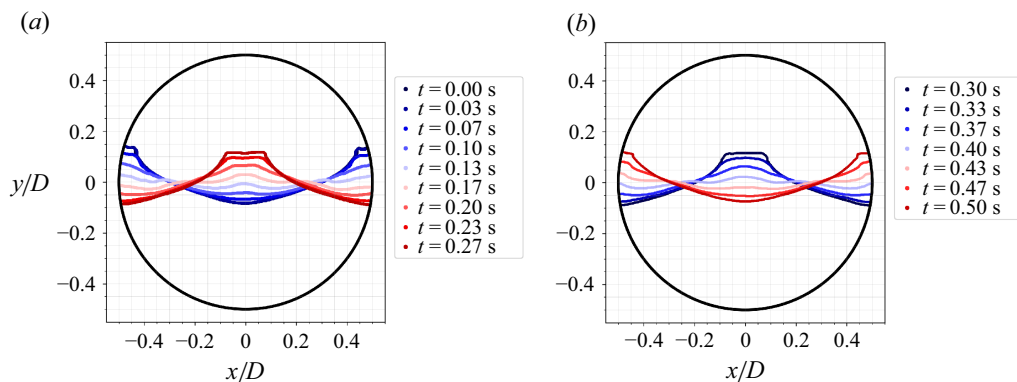 (a)
y/D
0.4
0.2
0
−0.2
−0.4
−0.4 −0.2 0 0.2 0.4
x/D
t = 0.00 s
t = 0.03 s
t = 0.07 s
t = 0.10 s
t = 0.13 s
t = 0.17 s
t = 0.20 s
t = 0.23 s
t = 0.27 s
(b)
0.4
0.2
0
−0.2
−0.4
−0.4 −0.2 0 0.2 0.4
x/D
t = 0.30 s
t = 0.33 s
t = 0.37 s
t = 0.40 s
t = 0.43 s
t = 0.47 s
t = 0.50 s